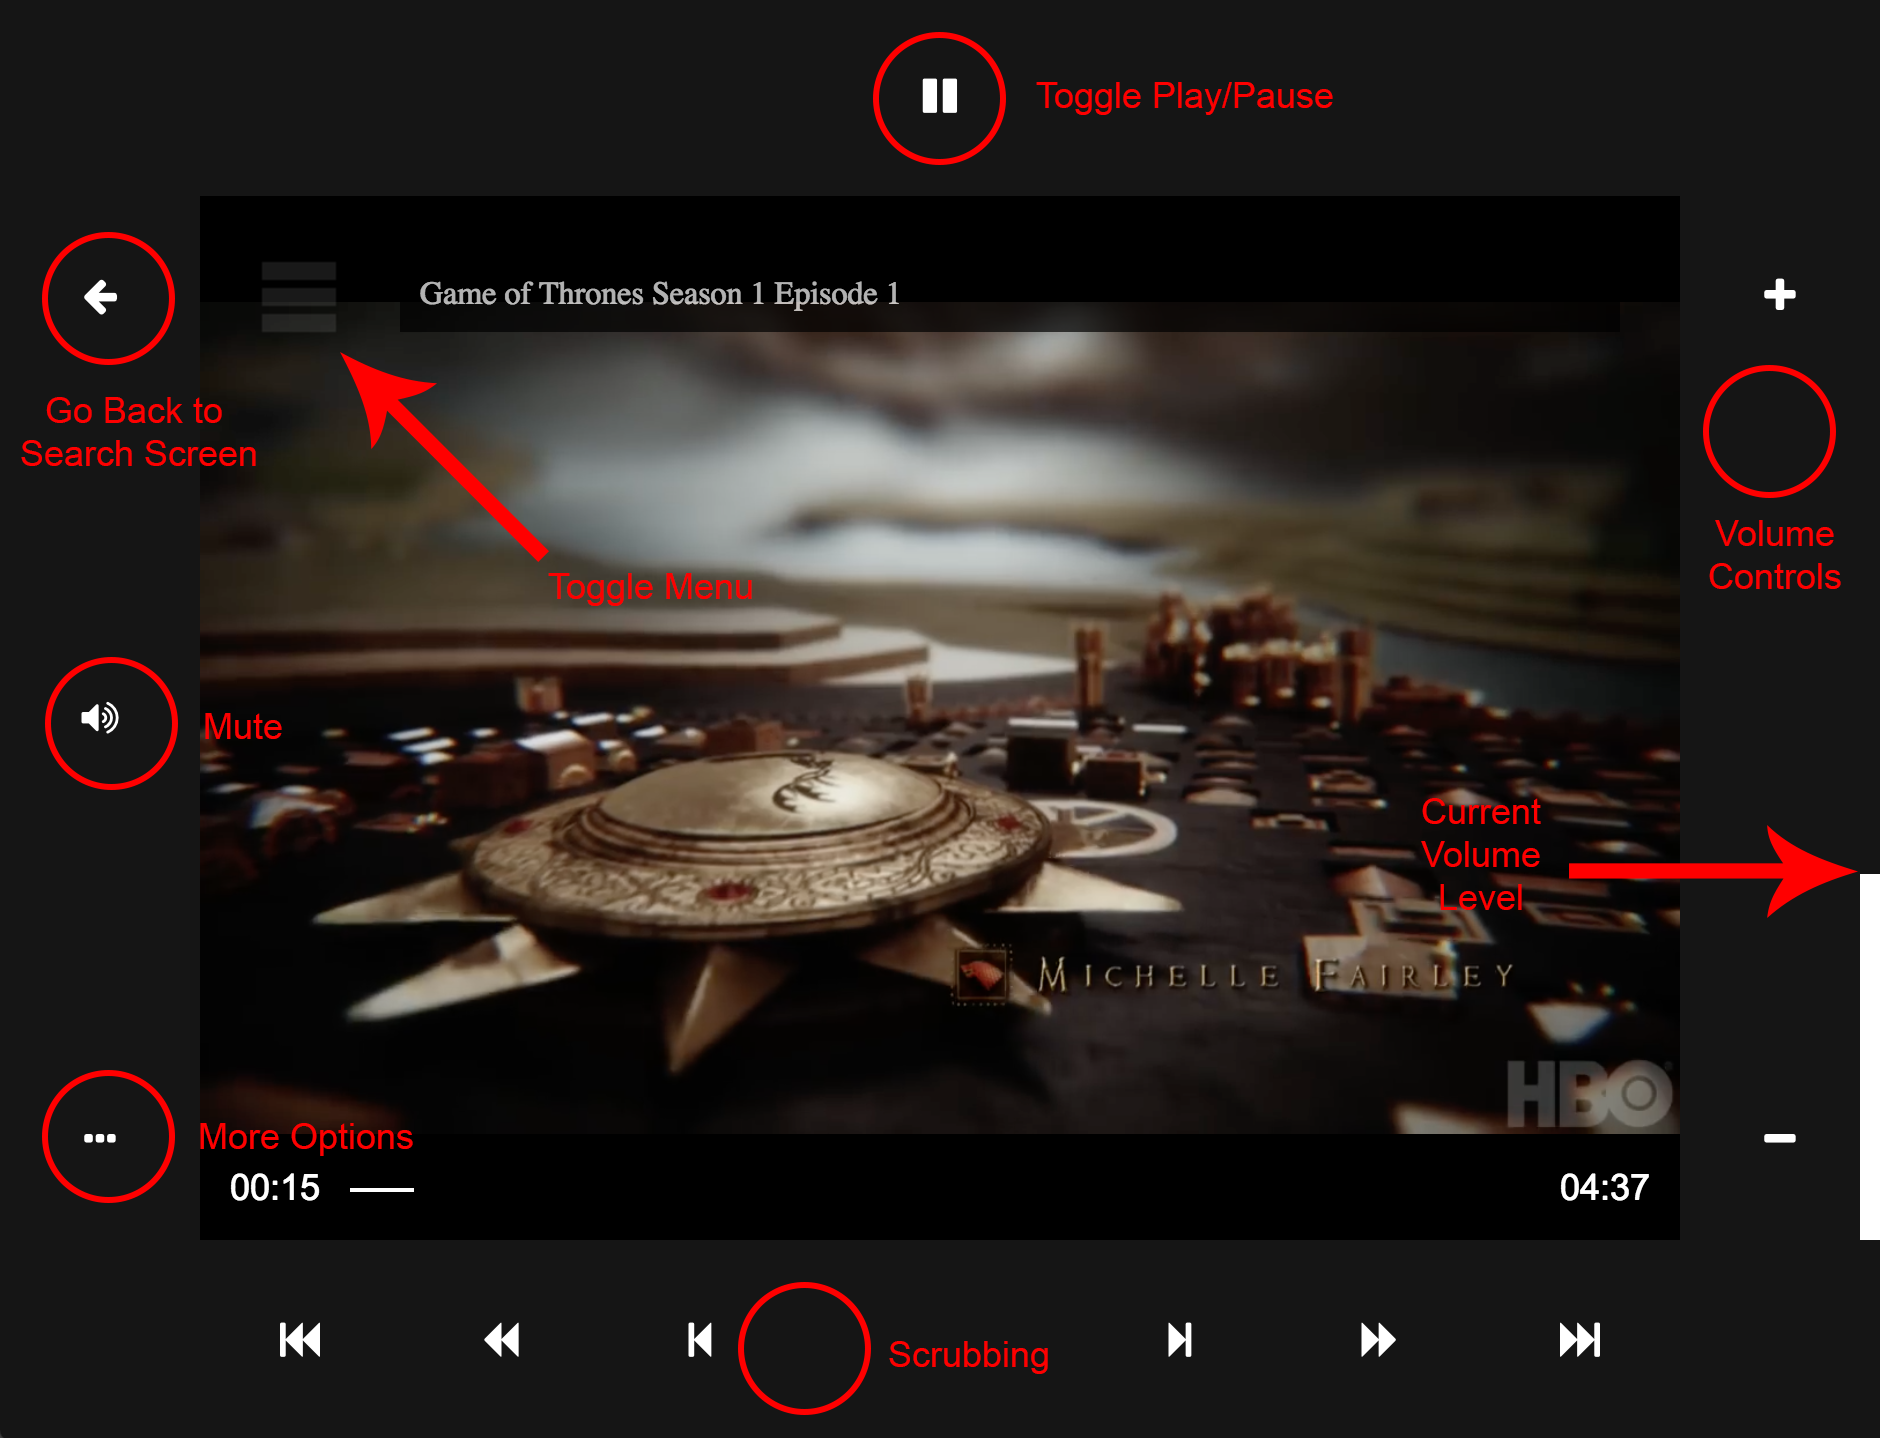 Toggle Play/Pause
Game of Thrones Season 1 Episode 1
Go Back to
Search Screen
Toggle Menu
Volume
Controls
Mute
Current
Volume
Level
MICHELLE FAIRLEY
HBO
More Options
00:15
04:37
Scrubbing